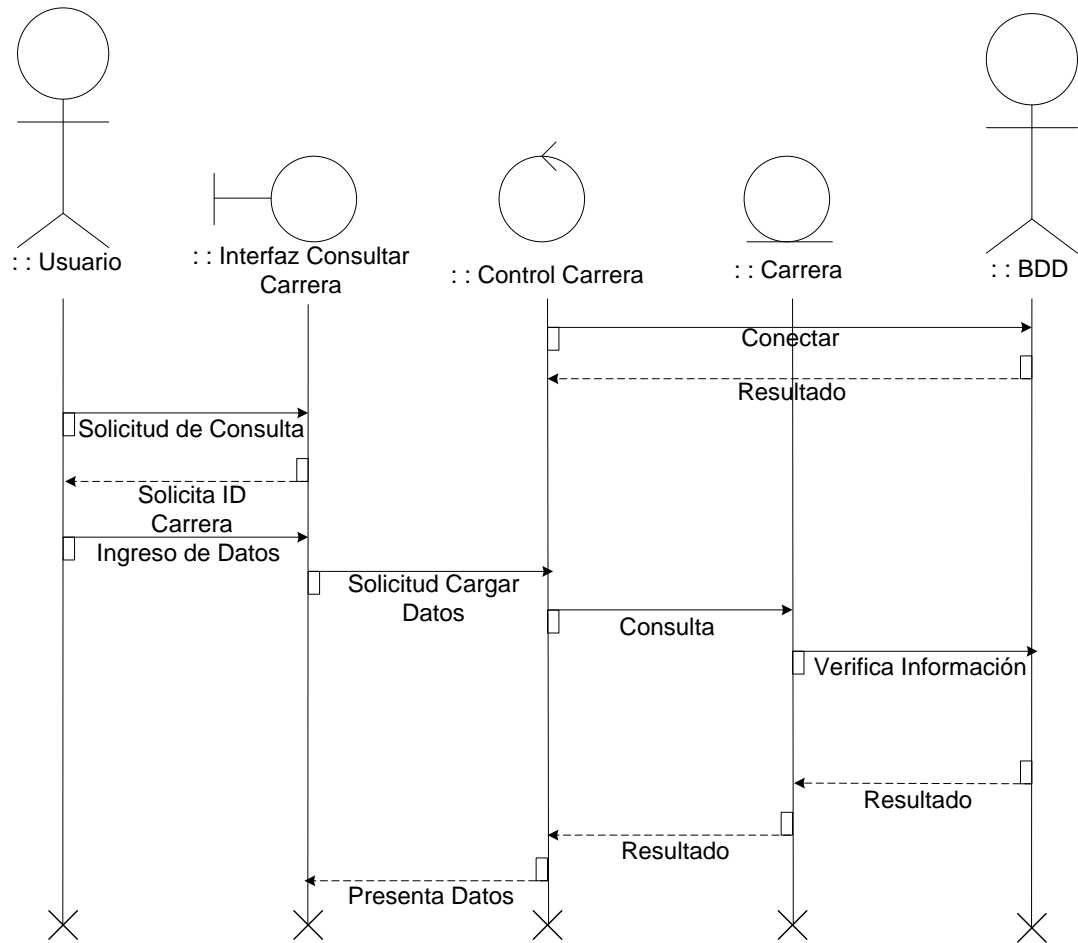 : : Usuario
: : Interfaz Consultar
Carrera
: : Control Carrera
: : Carrera
: : BDD
Conectar
Resultado
Solicitud de Consulta
Solicita ID
Carrera
Ingreso de Datos
Solicitud Cargar
Datos
Consulta
Verifica Información
Resultado
Resultado
Presenta Datos